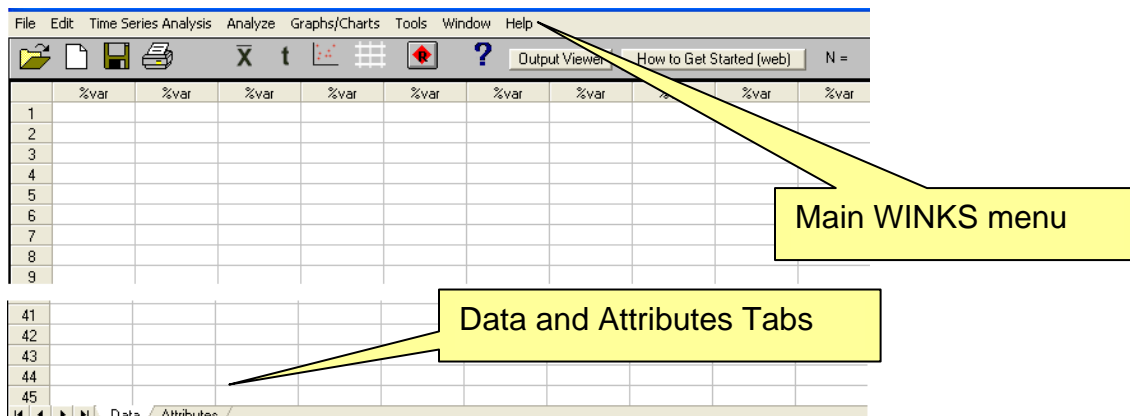 File Edit Time Series Analysis Analyze Graphs/Charts Tools Window Help
X t R ? Output Viewer How to Get Started (web) N =
%var %var %var %var %var %var %var %var %var
1
2
3
4
5
6
7
8
9
Main WINKS menu
41
42
43
44
45
Data and Attributes Tabs
Data / Attributes /